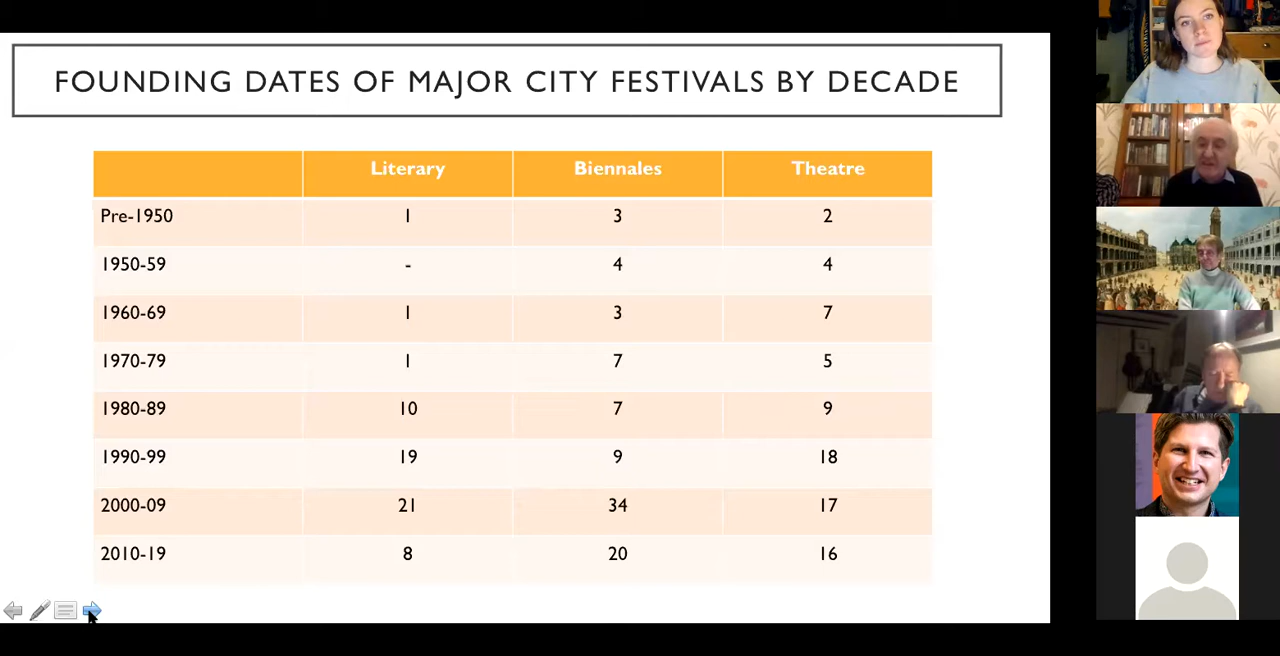 FOUNDING DATES OF MAJOR CITY FESTIVALS BY DECADE
Literary Biennales Theatre
Pre-1950 1 3 2
1950-59 - 4 4
1960-69 1 3 7
1970-79 1 7 5
1980-89 10 7 9
1990-99 19 9 18
2000-09 21 34 17
2010-19 8 20 16